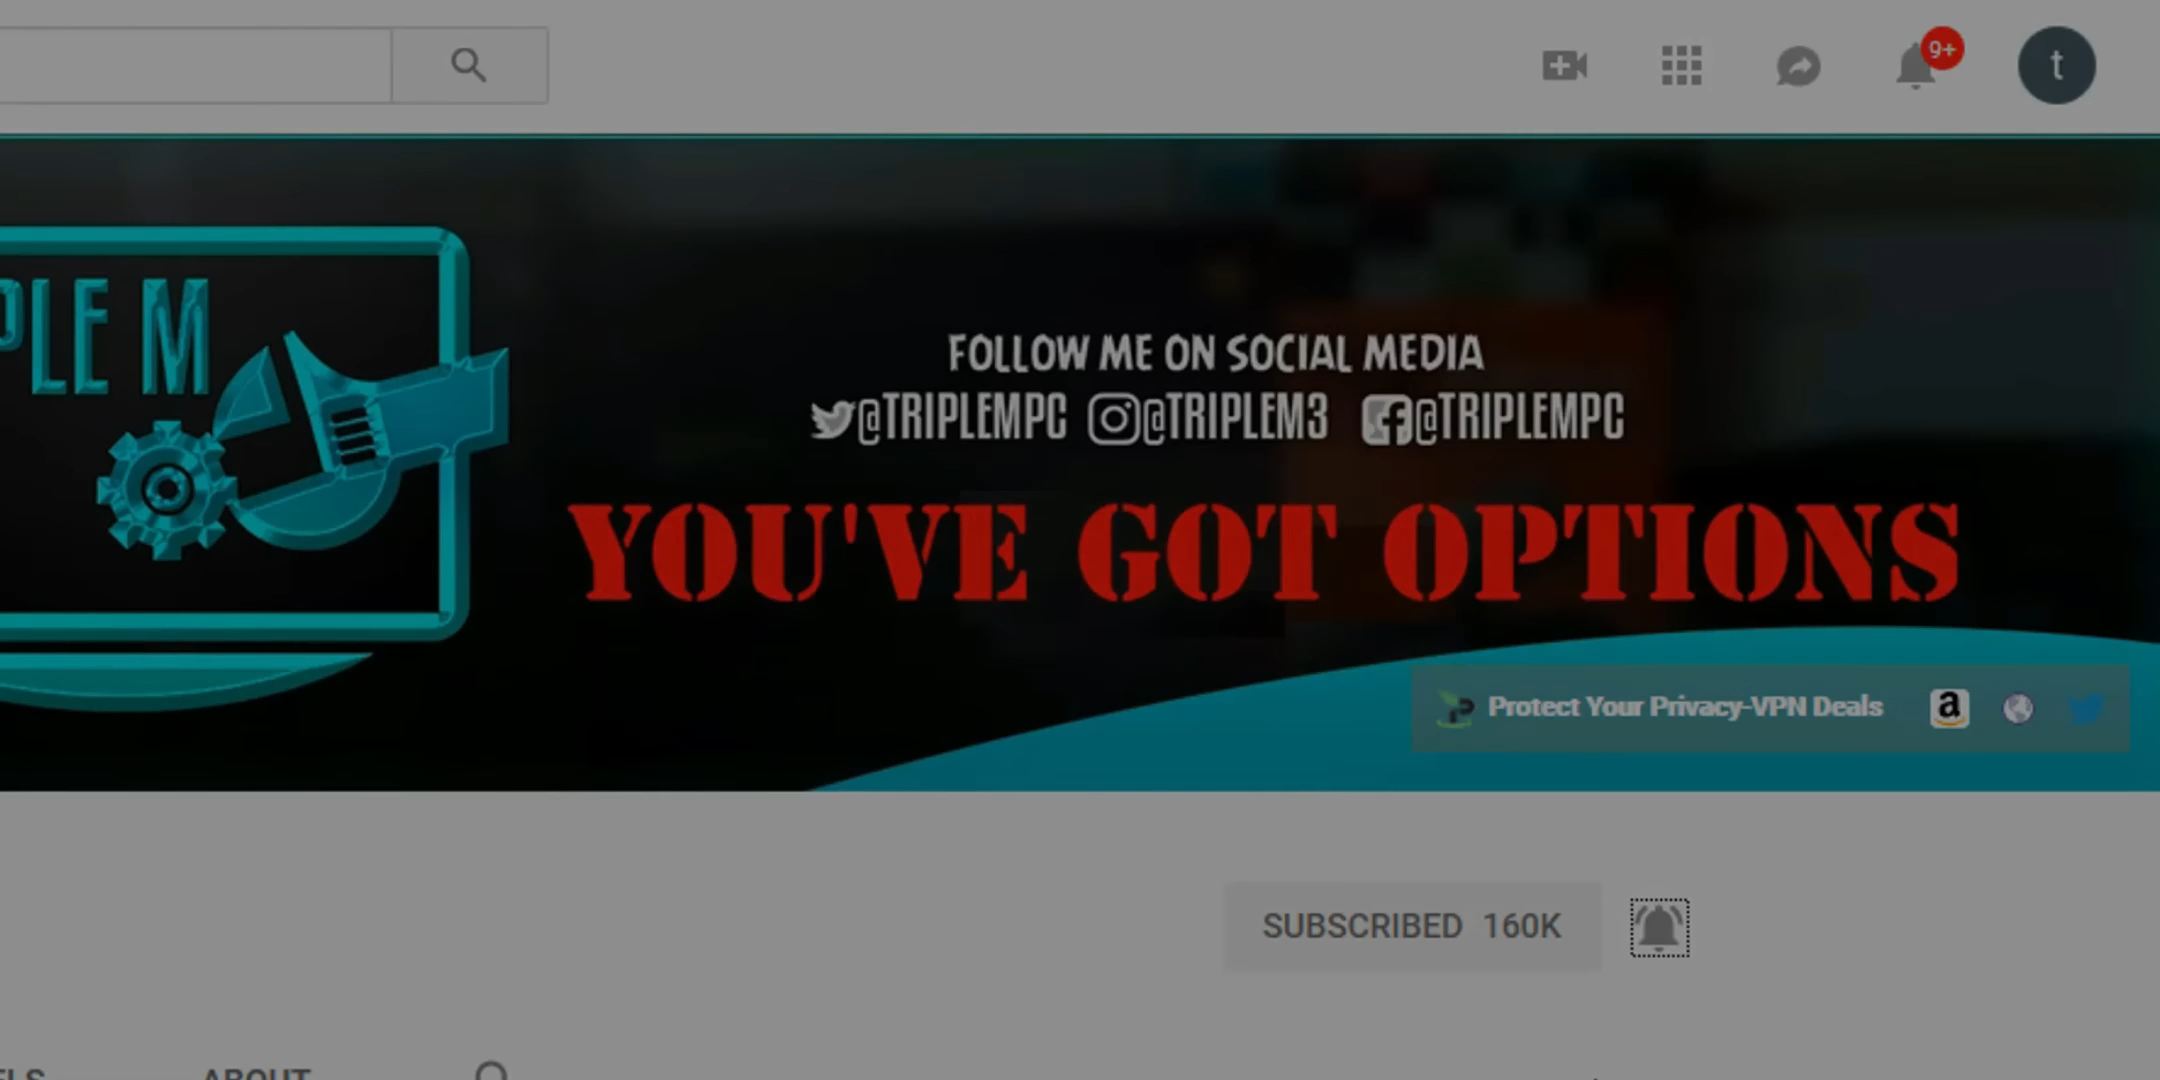 9+
t
PLE M
FOLLOW ME ON SOCIAL MEDIA
@TRIPLEMPC @TRIPLEM3 @TRIPLEMPC
YOU'VE GOT OPTIONS
Protect Your Privacy-VPN Deals
SUBSCRIBED 160K
ELS ABOUT